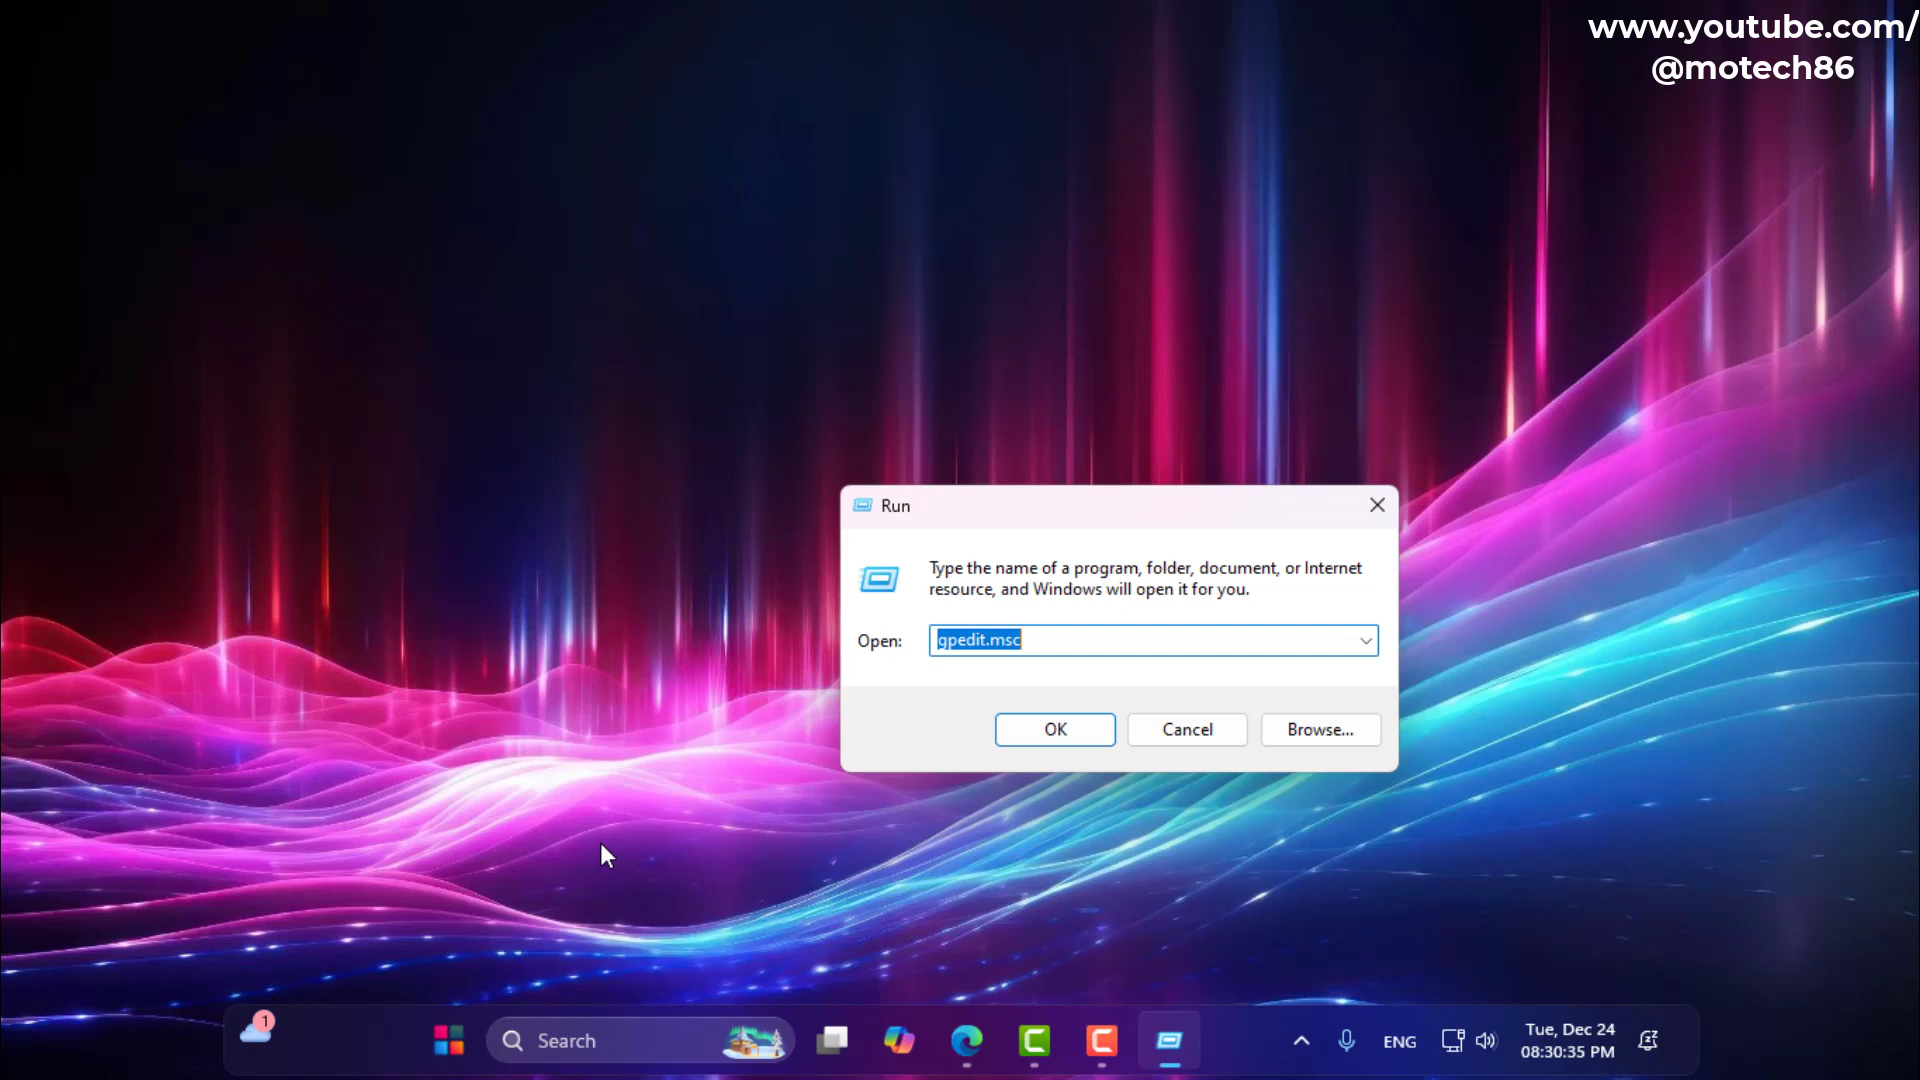 www.youtube.com/
@motech86
Run
Type the name of a program, folder, document, or Internet
resource, and Windows will open it for you.
Open:
gpedit.msc
OK
Cancel
Browse...
1
Search
ENG
Tue, Dec 24
08:30:35 PM